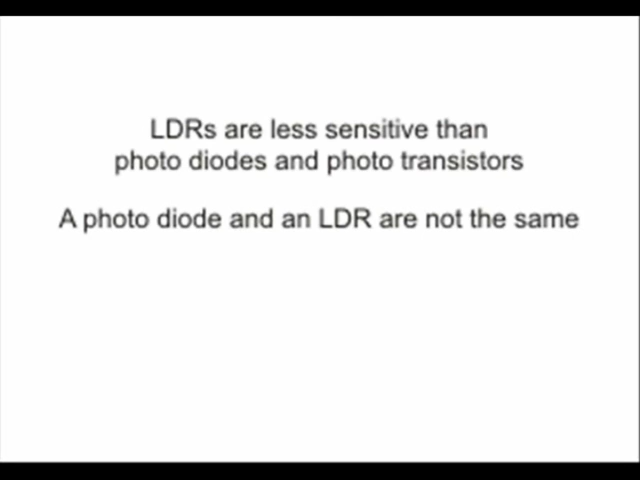 LDRs are less sensitive than
photo diodes and photo transistors
A photo diode and an LDR are not the same